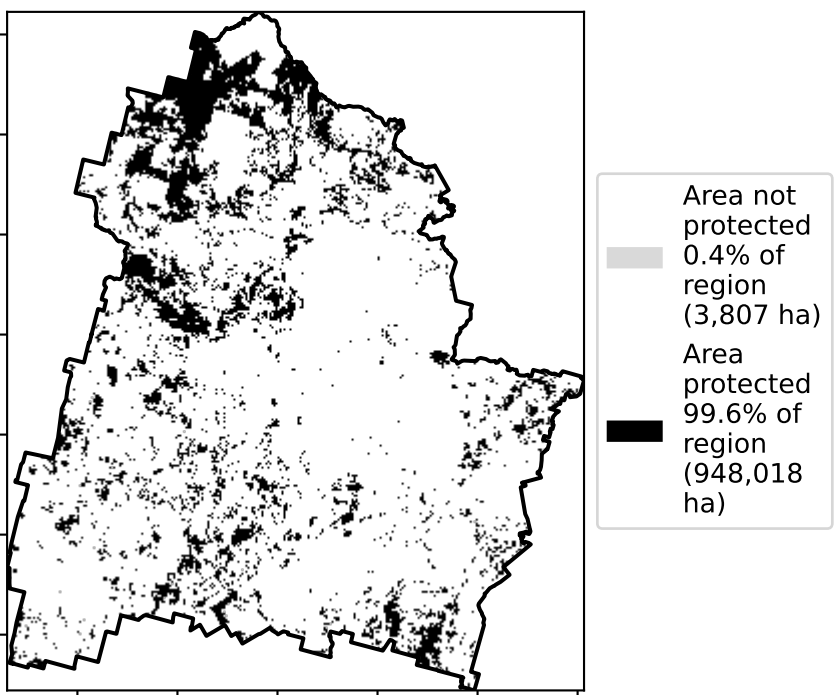 Area not
protected
0.4% of
region
(3,807 ha)
Area
protected
99.6% of
region
(948,018
ha)